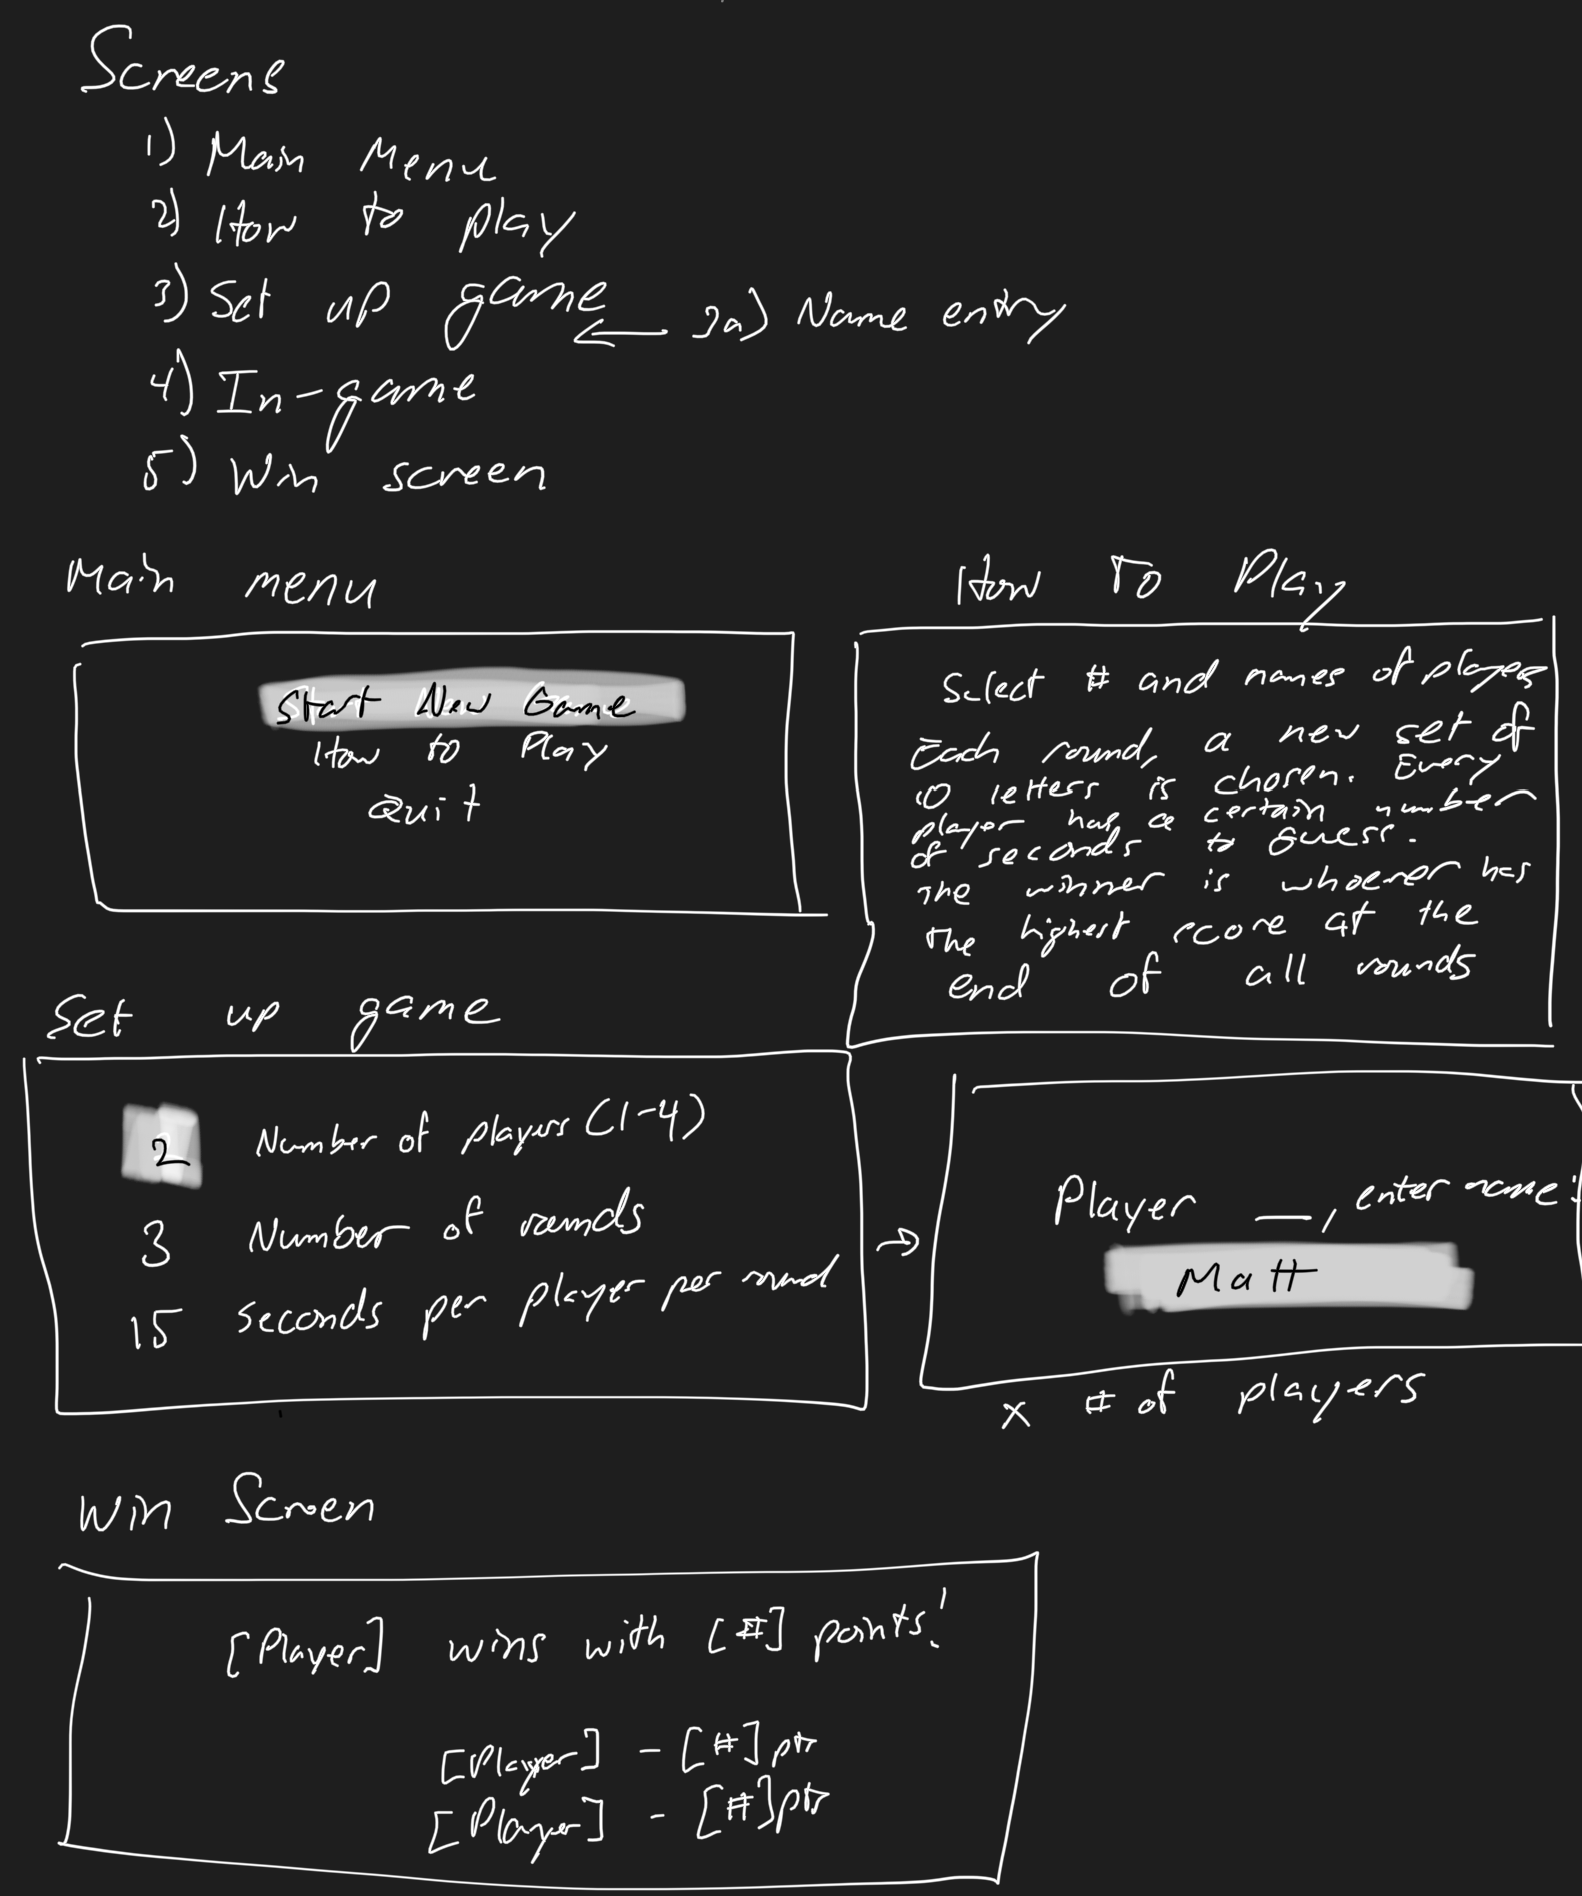 Screens
1) Main Menu
2) How to play
3) Set up game ← 3a) Name entry
4) In-game
5) Win screen
Main menu
Start New Game
How to Play
Quit
How To Play
Select # and names of players
Each round, a new set of
10 letters is chosen. Every
player has a certain number
of seconds to guess.
The winner is whoever has
the highest score at the
end of all rounds
Set up game
2 Number of players (1-4)
3 Number of rounds
15 seconds per player per round
→
Player __, enter name:
Matt
x # of players
Win Screen
[Player] wins with [#] points!
[Player] - [#] pts
[Player] - [#] pts